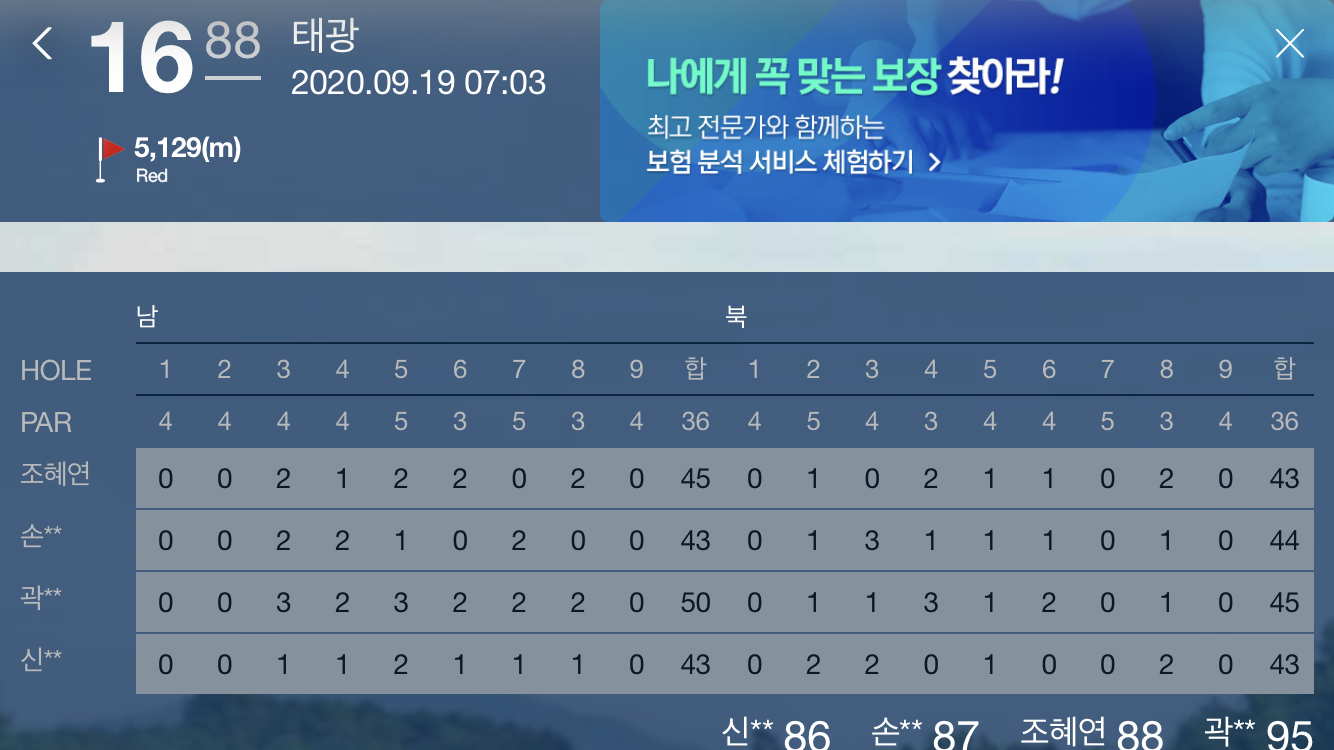 16 88 태광
2020.09.19 07:03
5,129(m)
Red
나에게 꼭 맞는 보장 찾아라!
최고 전문가와 함께하는
보험 분석 서비스 체험하기 >
남 북
HOLE 1 2 3 4 5 6 7 8 9 합 1 2 3 4 5 6 7 8 9 합
PAR 4 4 4 4 5 3 5 3 4 36 4 5 4 3 4 4 5 3 4 36
조혜연 0 0 2 1 2 2 0 2 0 45 0 1 0 2 1 1 0 2 0 43
손** 0 0 2 2 1 0 2 0 0 43 0 1 3 1 1 1 0 1 0 44
곽** 0 0 3 2 3 2 2 2 0 50 0 1 1 3 1 2 0 1 0 45
신** 0 0 1 1 2 1 1 1 0 43 0 2 2 0 1 0 0 2 0 43
신** 86 손** 87 조혜연 88 곽** 95